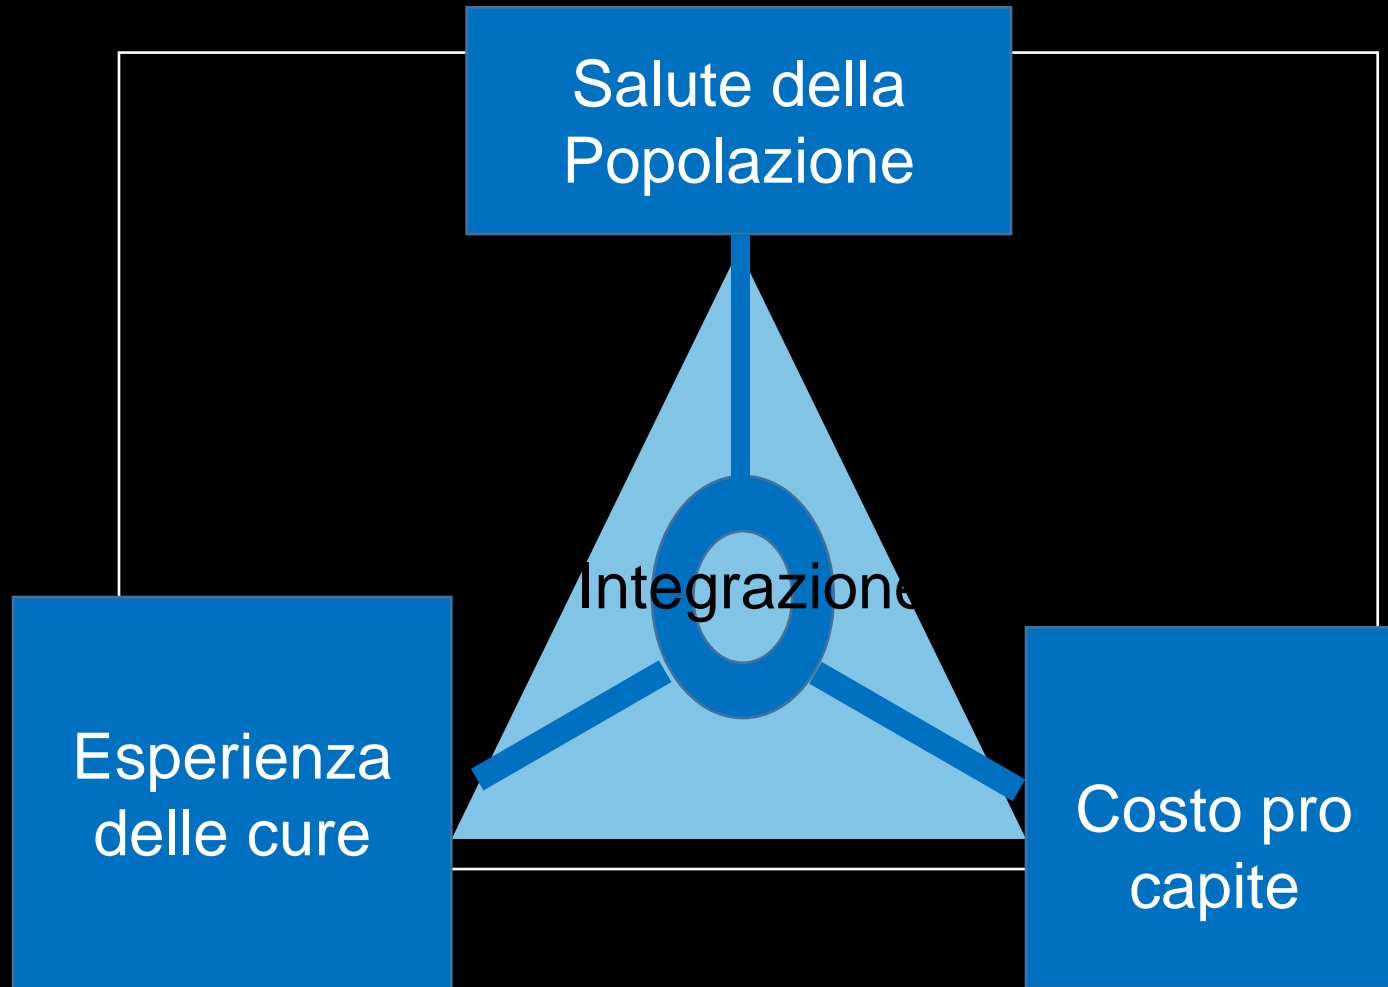 Salute della
Popolazione
Integrazione
Esperienza
delle cure
Costo pro
capite